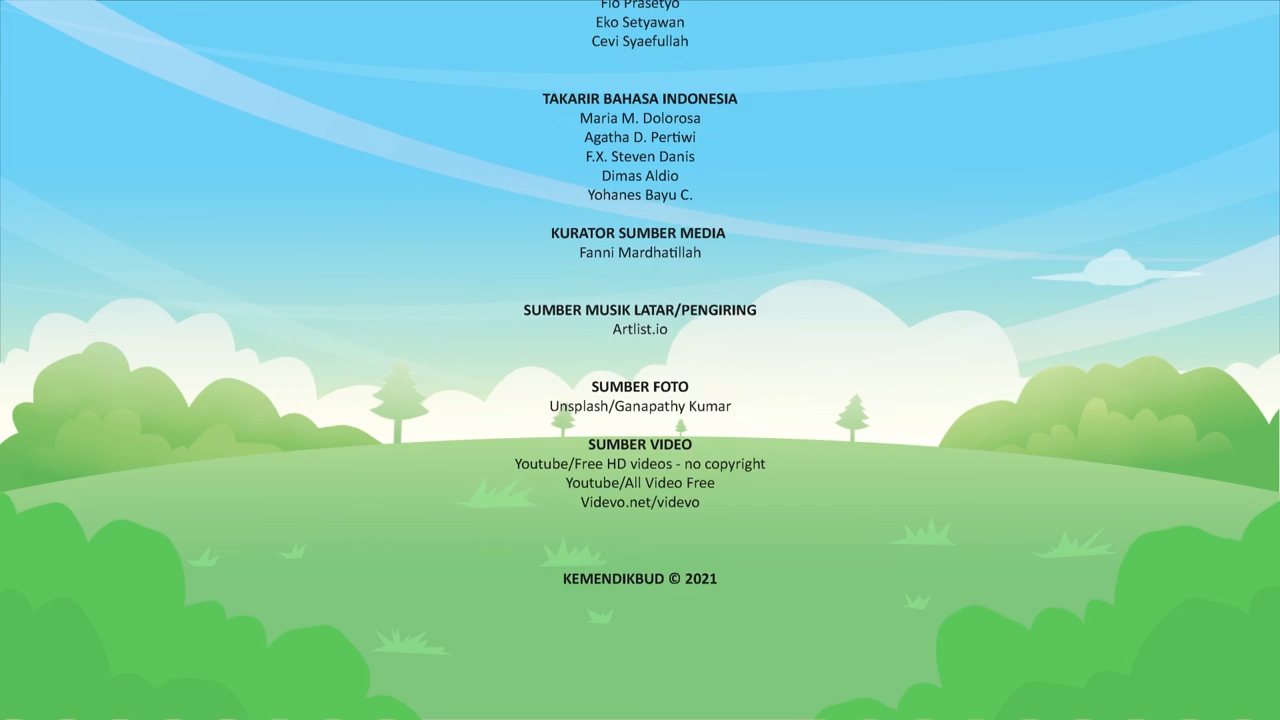 Fio Prasetyo
Eko Setyawan
Cevi Syaefullah
TAKARIR BAHASA INDONESIA
Maria M. Dolorosa
Agatha D. Pertiwi
F.X. Steven Danis
Dimas Aldio
Yohanes Bayu C.
KURATOR SUMBER MEDIA
Fanni Mardhatillah
SUMBER MUSIK LATAR/PENGIRING
Artlist.io
SUMBER FOTO
Unsplash/Ganapathy Kumar
SUMBER VIDEO
Youtube/Free HD videos - no copyright
Youtube/All Video Free
Videvo.net/videvo
KEMENDIKBUD © 2021